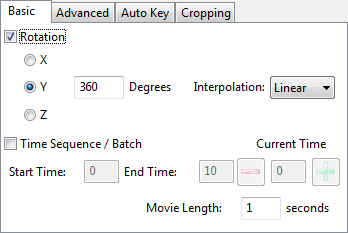 Basic Advanced Auto Key Cropping
Rotation
X
Y 360 Degrees Interpolation: Linear
Z
Time Sequence / Batch Current Time
Start Time: 0 End Time: 10 0
Movie Length: 1 seconds